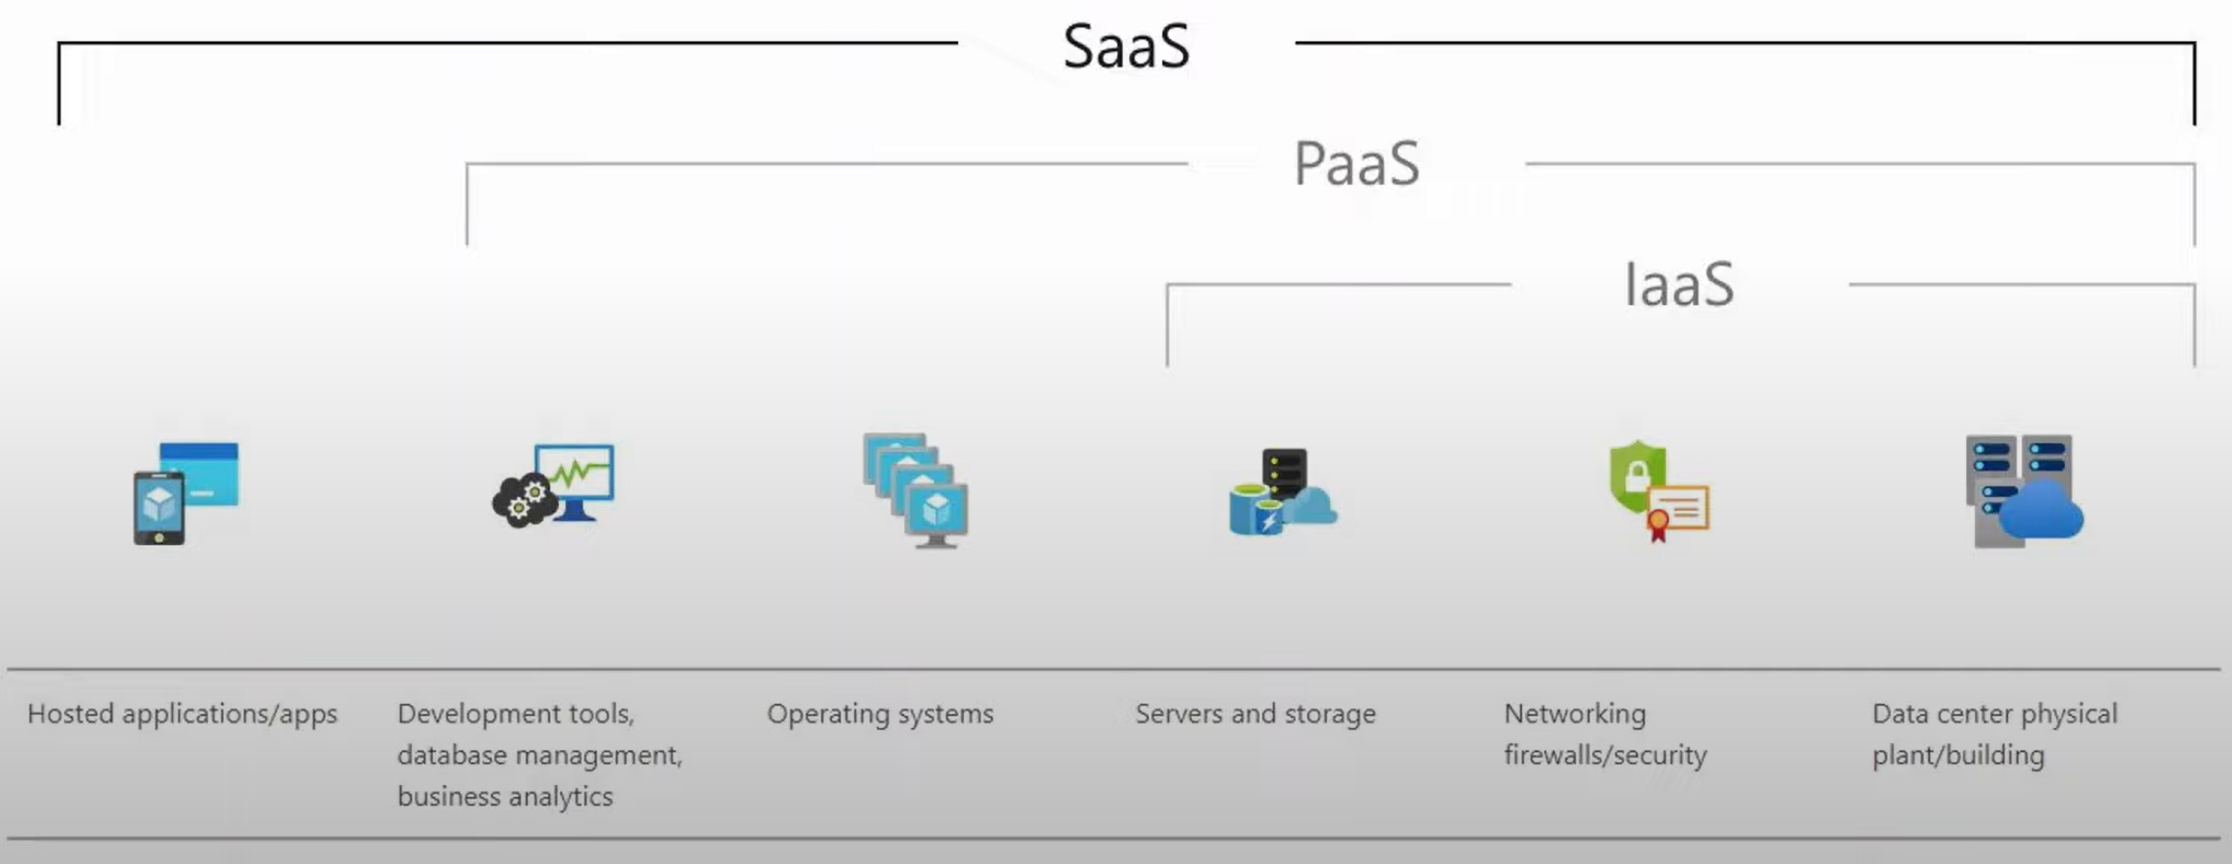 SaaS
PaaS
IaaS
Hosted applications/apps
Development tools,
database management,
business analytics
Operating systems
Servers and storage
Networking
firewalls/security
Data center physical
plant/building